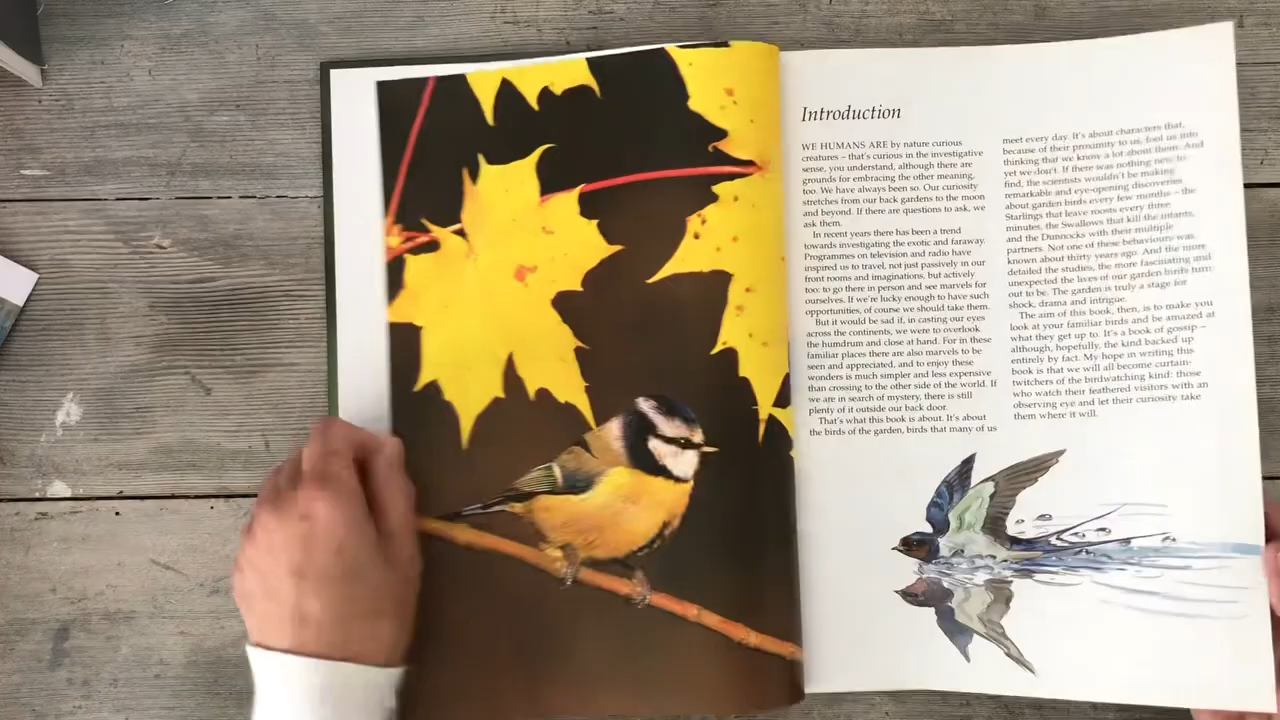 Introduction
WE HUMANS ARE by nature curious
creatures – that's curious in the investigative
sense, you understand, although there are
grounds for embracing the other meaning,
too. We have always been so. Our curiosity
stretches from our back gardens to the moon
and beyond. If there are questions to ask, we
ask them.
In recent years there has been a trend
towards investigating the exotic and faraway.
Programmes on television and radio have
inspired us to travel, not just passively in our
front rooms and imaginations, but actively
too: to go there in person and see marvels for
ourselves. If we're lucky enough to have such
opportunities, of course we should take them.
But it would be sad if, in casting our eyes
across the continents, we were to overlook
the humdrum and close at hand. For in these
familiar places there are also marvels to be
seen and appreciated, and to enjoy these
wonders is much simpler and less expensive
than crossing to the other side of the world. If
we are in search of mystery, there is still
plenty of it outside our back door.
That's what this book is about. It's about
the birds of the garden, birds that many of us
meet every day. It's about characters that,
because of their proximity to us, fool us into
thinking that we know a lot about them. And
yet we don't. If there was nothing new to
find, the scientists wouldn't be making
remarkable and eye-opening discoveries
about garden birds every few months – the
Starlings that leave roosts every three
minutes, the Swallows that kill the infants,
and the Dunnocks with their multiple
partners. Not one of these behaviours was
known about thirty years ago. And the more
detailed the studies, the more fascinating and
unexpected the lives of our garden birds turn
out to be. The garden is truly a stage for
shock, drama and intrigue.
The aim of this book, then, is to make you
look at your familiar birds and be amazed at
what they get up to. It's a book of gossip –
although, hopefully, the kind backed up
entirely by fact. My hope in writing this
book is that we will all become curtain-
twitchers of the birdwatching kind: those
who watch their feathered visitors with an
observing eye and let their curiosity take
them where it will.